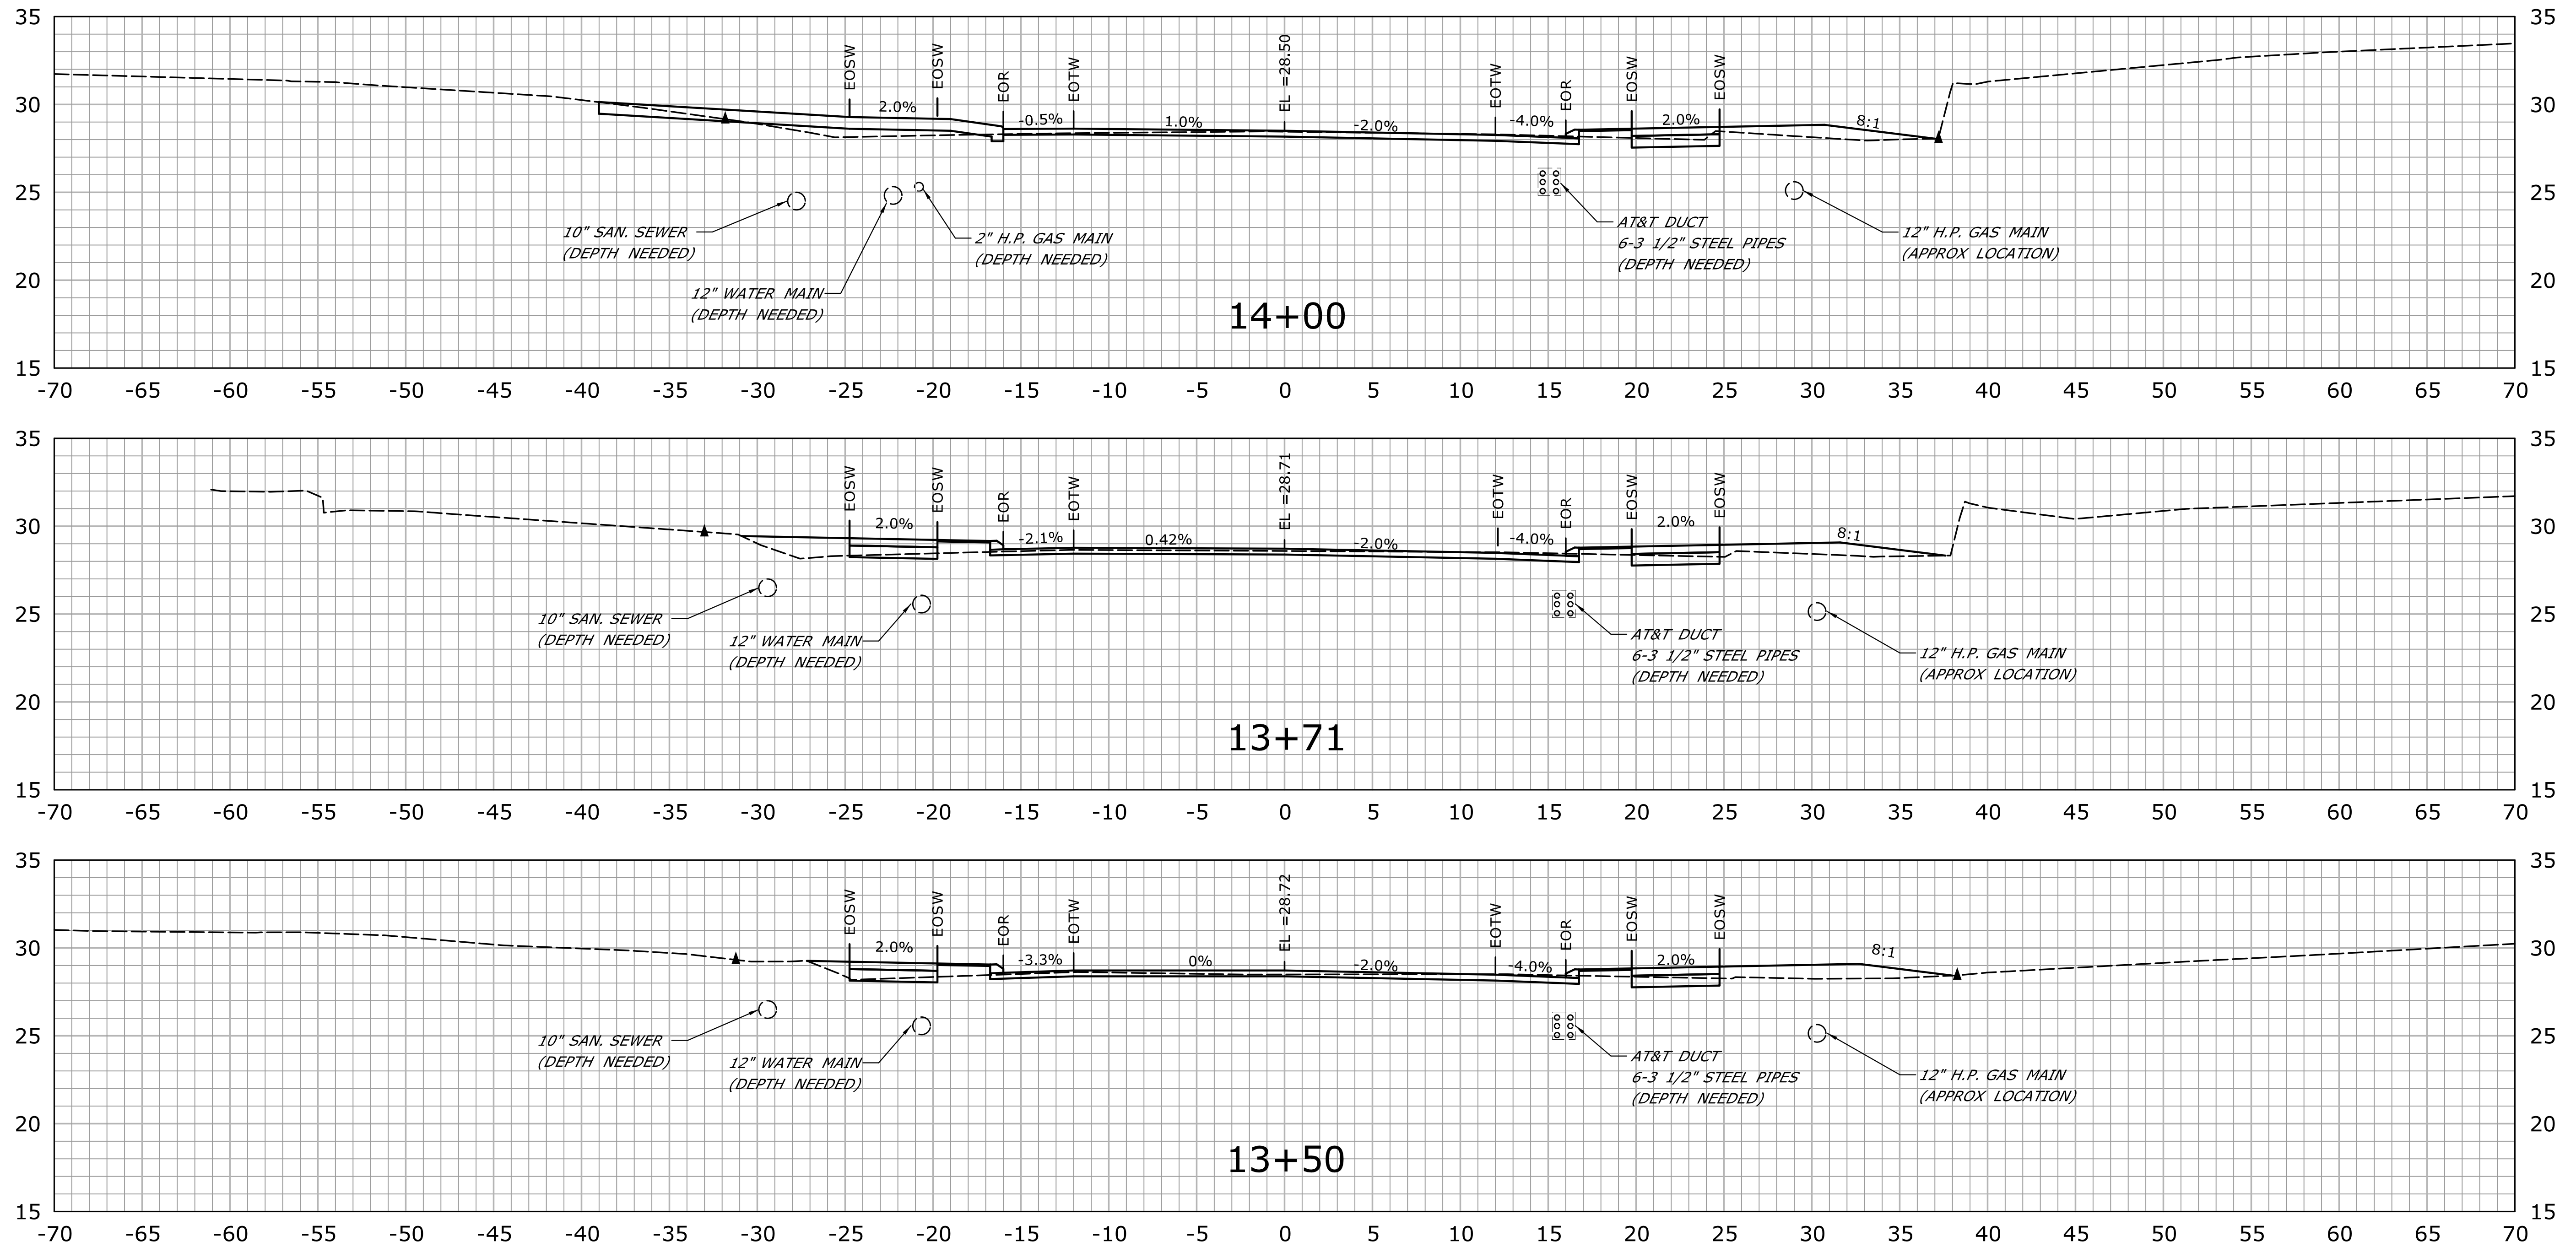 35 35
EOSW EOSW EOR EOTW EL =28.50 EOTW EOR EOSW EOSW
30 2.0% -0.5% 1.0% -2.0% -4.0% 2.0% 8:1 30
25 25
10" SAN. SEWER
(DEPTH NEEDED)
2" H.P. GAS MAIN
(DEPTH NEEDED)
AT&T DUCT
6-3 1/2" STEEL PIPES
(DEPTH NEEDED)
12" H.P. GAS MAIN
(APPROX LOCATION)
20 20
12" WATER MAIN
(DEPTH NEEDED)
14+00
15 15
-70 -65 -60 -55 -50 -45 -40 -35 -30 -25 -20 -15 -10 -5 0 5 10 15 20 25 30 35 40 45 50 55 60 65 70
35 35
EOSW EOSW EOR EOTW EL =28.71 EOTW EOR EOSW EOSW
30 2.0% -2.1% 0.42% -2.0% -4.0% 2.0% 8:1 30
25 25
10" SAN. SEWER
(DEPTH NEEDED)
12" WATER MAIN
(DEPTH NEEDED)
AT&T DUCT
6-3 1/2" STEEL PIPES
(DEPTH NEEDED)
12" H.P. GAS MAIN
(APPROX LOCATION)
20 20
13+71
15 15
-70 -65 -60 -55 -50 -45 -40 -35 -30 -25 -20 -15 -10 -5 0 5 10 15 20 25 30 35 40 45 50 55 60 65 70
35 35
EOSW EOSW EOR EOTW EL =28.72 EOTW EOR EOSW EOSW
30 2.0% -3.3% 0% -2.0% -4.0% 2.0% 8:1 30
25 25
10" SAN. SEWER
(DEPTH NEEDED)
12" WATER MAIN
(DEPTH NEEDED)
AT&T DUCT
6-3 1/2" STEEL PIPES
(DEPTH NEEDED)
12" H.P. GAS MAIN
(APPROX LOCATION)
20 20
13+50
15 15
-70 -65 -60 -55 -50 -45 -40 -35 -30 -25 -20 -15 -10 -5 0 5 10 15 20 25 30 35 40 45 50 55 60 65 70